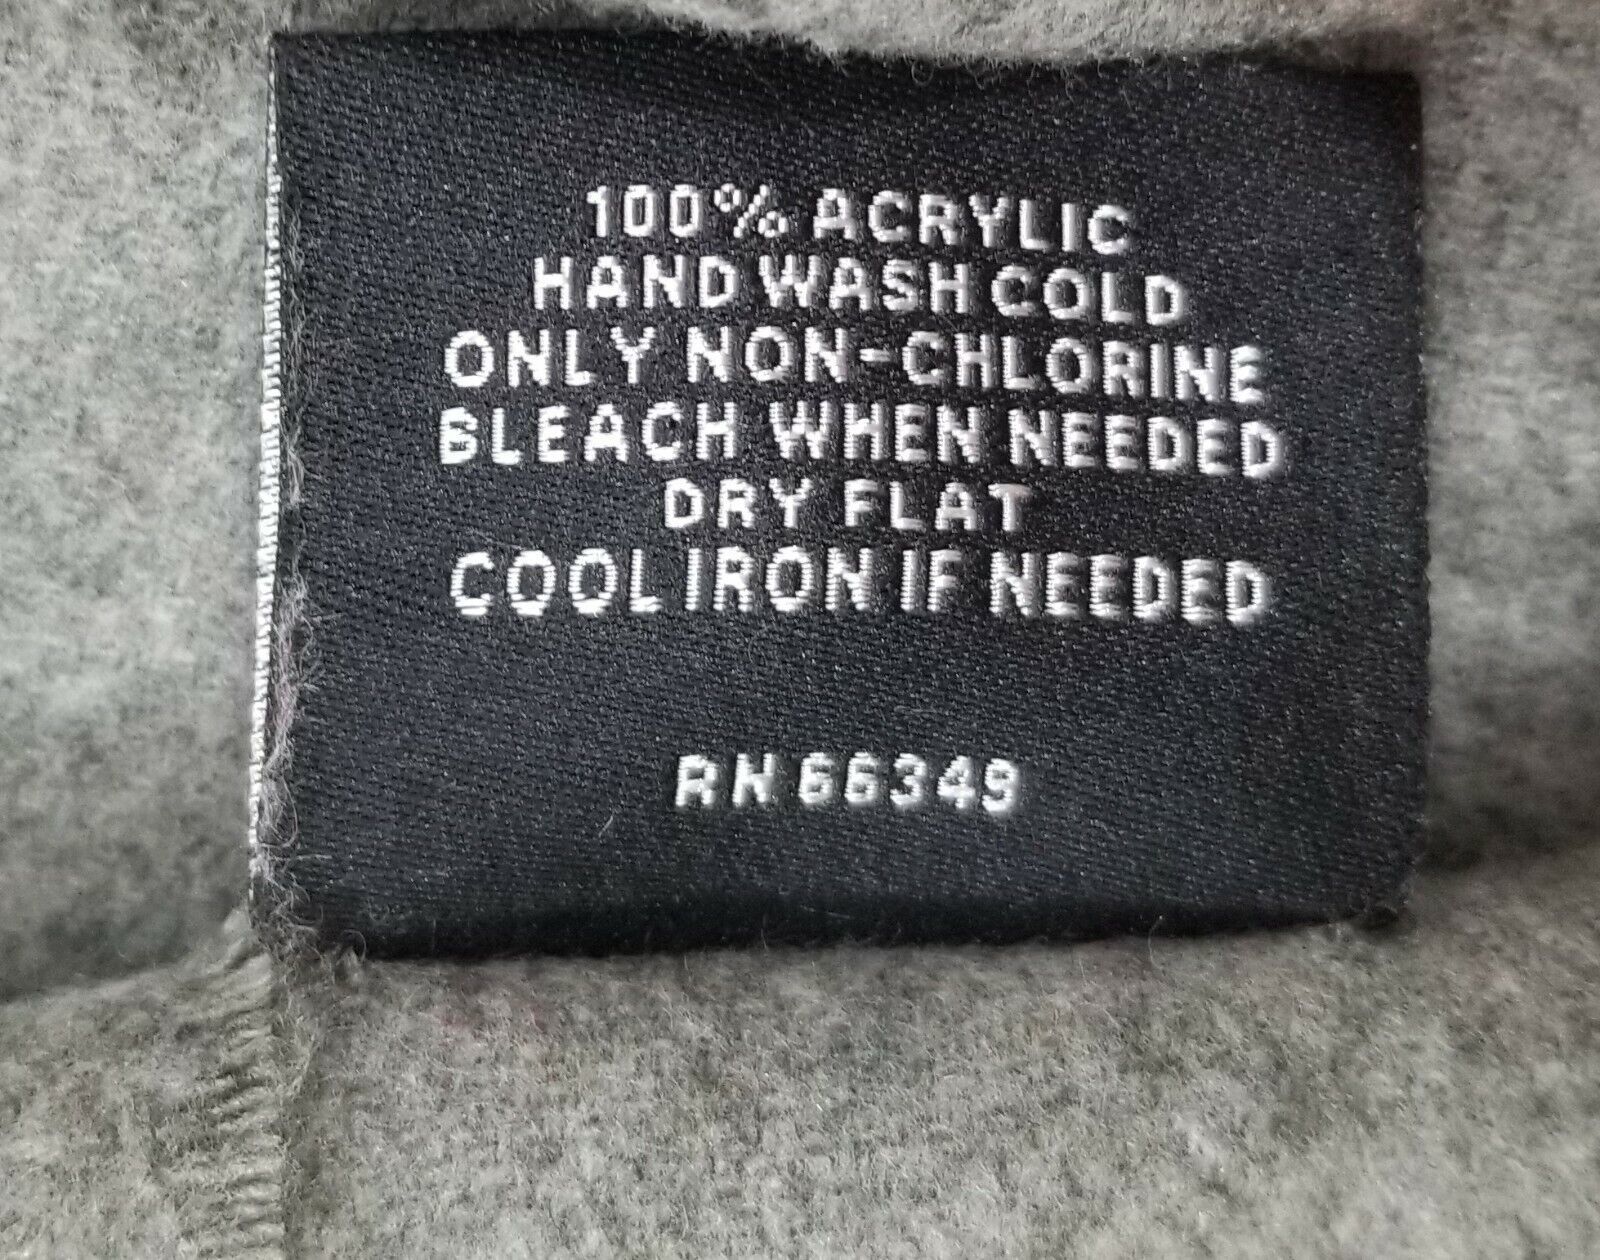 100% ACRYLIC
HAND WASH COLD
ONLY NON-CHLORINE
BLEACH WHEN NEEDED
DRY FLAT
COOL IRON IF NEEDED
RN 66349